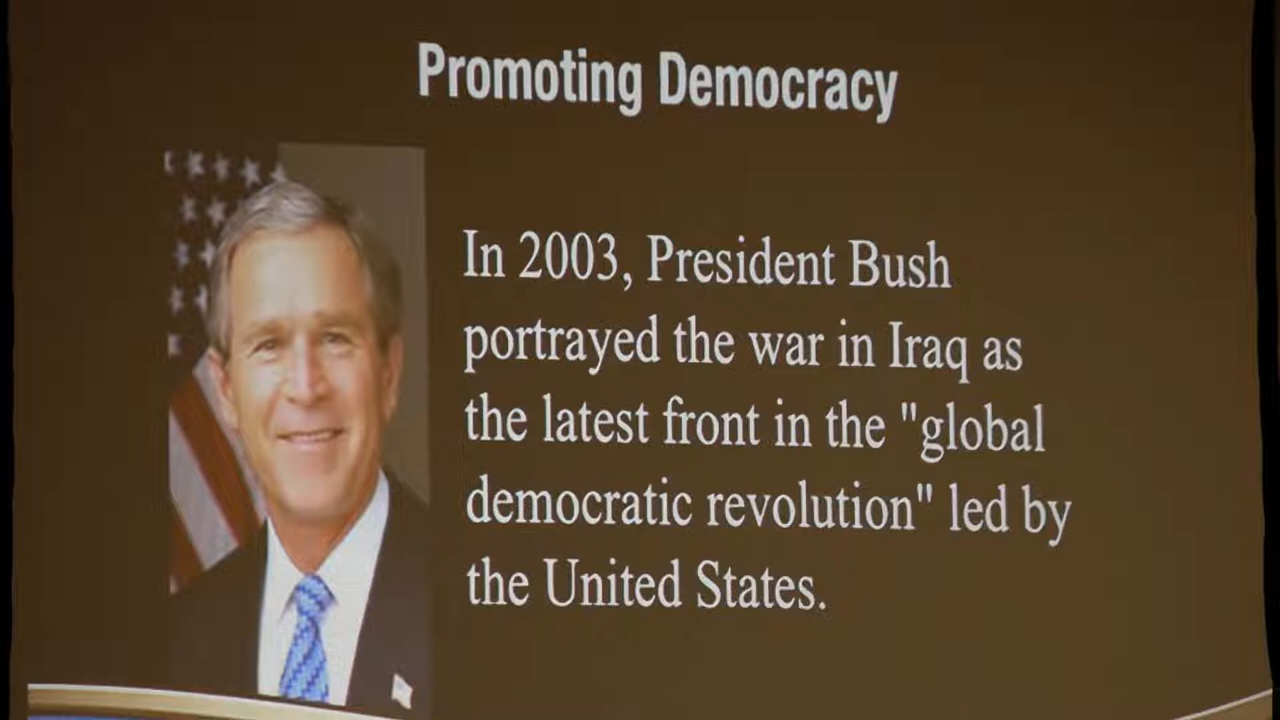 Promoting Democracy
In 2003, President Bush
portrayed the war in Iraq as
the latest front in the "global
democratic revolution" led by
the United States.